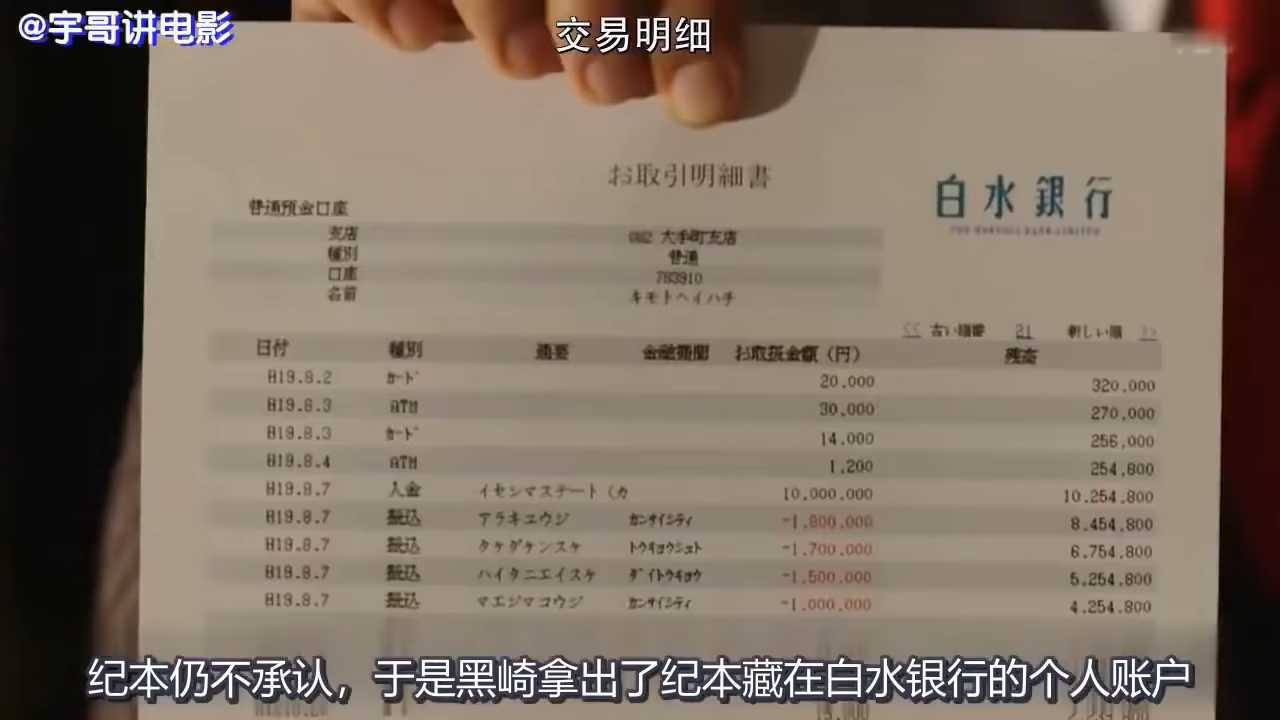 @宇哥讲电影
交易明细
お取引明細書
白水銀行
普通預金口座
支店 062 大手町支店
種別 普通
口座 783910
名前 キモトヘイハチ
<< 古い順番 21 新しい順 >>
日付 種別 摘要 金融機関 お取扱金額（円） 残高
H19.8.2 カード 20,000 320,000
H19.8.3 ATM 30,000 270,000
H19.8.3 カード 14,000 256,000
H19.8.4 ATM 1,200 254,800
H19.8.7 入金 イセシマステート（カ 10,000,000 10,254,800
H19.8.7 振込 アラキユウジ カンサイシティ -1,800,000 8,454,800
H19.8.7 振込 タケダケンスケ トウキョウシュト -1,700,000 6,754,800
H19.8.7 振込 ハイタニエイスケ ダイトウキョウ -1,500,000 5,254,800
H19.8.7 振込 マエジマコウジ カンサイシティ -1,000,000 4,254,800
纪本仍不承认，于是黑崎拿出了纪本藏在白水银行的个人账户